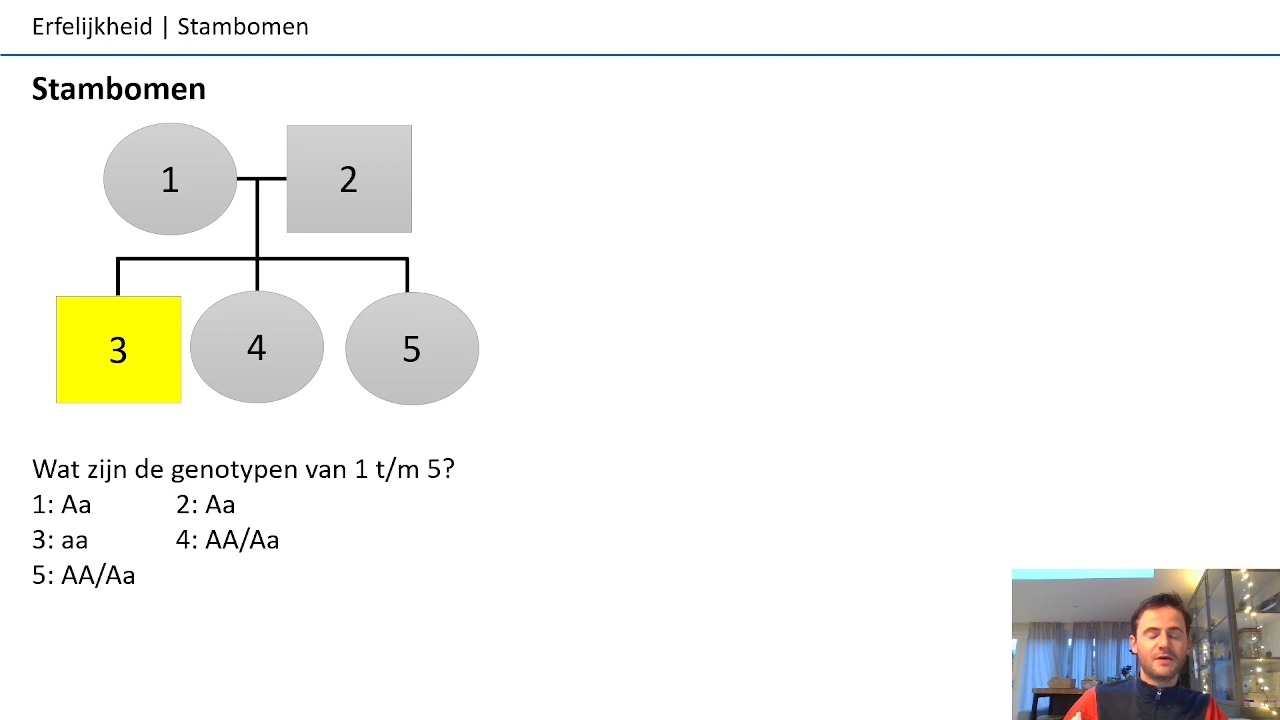 Erfelijkheid | Stambomen
Stambomen
1
2
3
4
5
Wat zijn de genotypen van 1 t/m 5?
1: Aa 2: Aa
3: aa 4: AA/Aa
5: AA/Aa